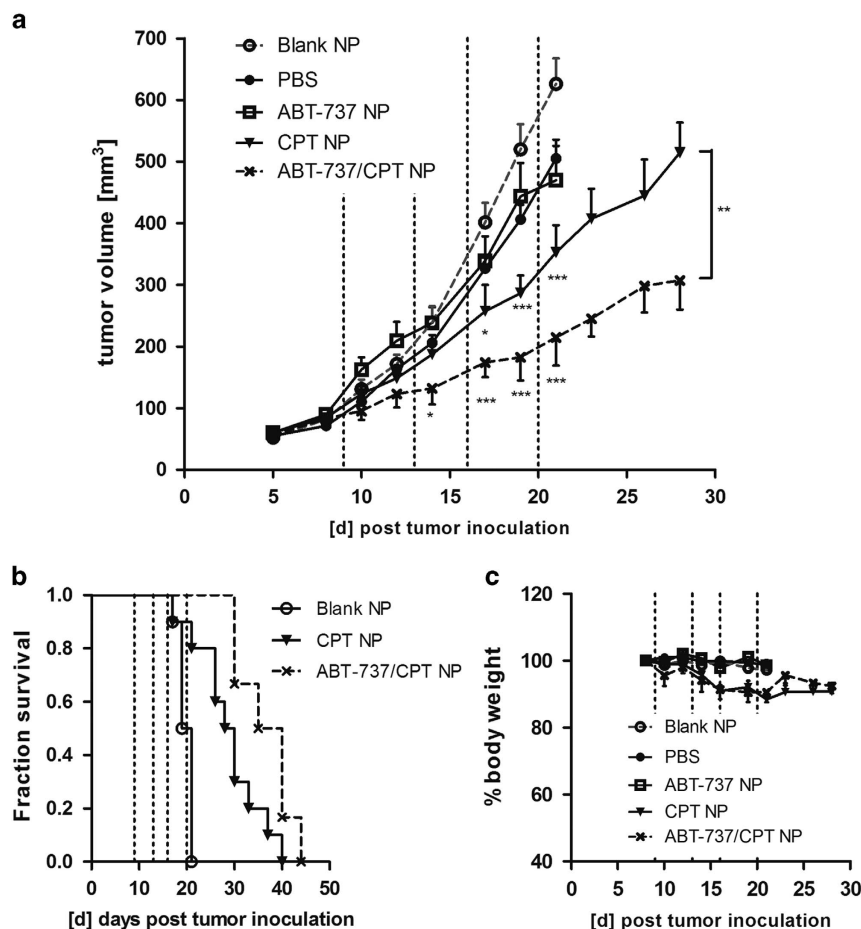 a
700
600
500
400
300
200
100
0
tumor volume [mm³]
Blank NP
PBS
ABT-737 NP
CPT NP
ABT-737/CPT NP
*
***
***
*
***
***
***
**
0 5 10 15 20 25 30
[d] post tumor inoculation
b
1.0
0.8
0.6
0.4
0.2
0.0
Fraction survival
Blank NP
CPT NP
ABT-737/CPT NP
0 10 20 30 40 50
[d] days post tumor inoculation
c
120
100
80
60
40
% body weight
Blank NP
PBS
ABT-737 NP
CPT NP
ABT-737/CPT NP
0 5 10 15 20 25 30
[d] post tumor inoculation